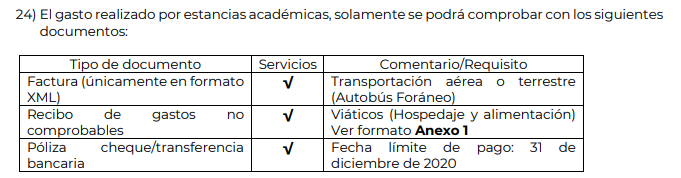 24) El gasto realizado por estancias académicas, solamente se podrá comprobar con los siguientes
documentos:
Tipo de documento Servicios Comentario/Requisito
Factura (únicamente en formato XML) √ Transportación aérea o terrestre (Autobús Foráneo)
Recibo de gastos no comprobables √ Viáticos (Hospedaje y alimentación) Ver formato Anexo 1
Póliza cheque/transferencia bancaria √ Fecha límite de pago: 31 de diciembre de 2020